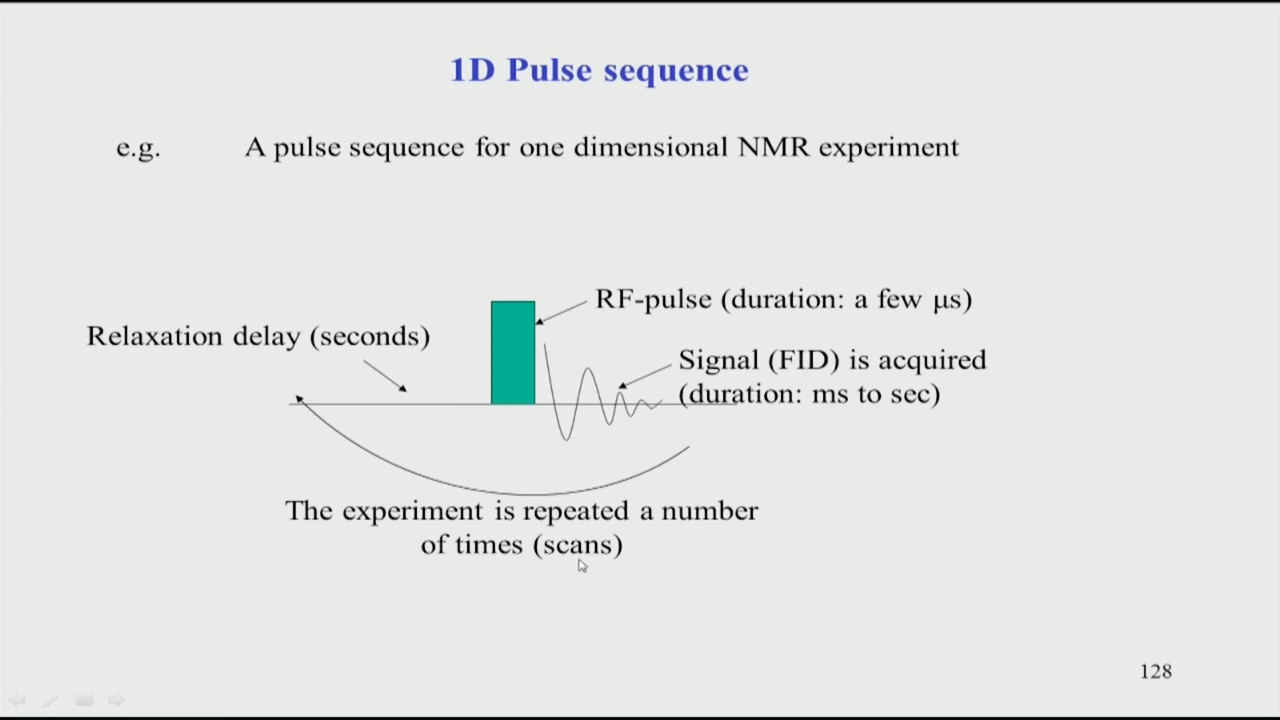 1D Pulse sequence
e.g. A pulse sequence for one dimensional NMR experiment
RF-pulse (duration: a few μs)
Relaxation delay (seconds)
Signal (FID) is acquired
(duration: ms to sec)
The experiment is repeated a number
of times (scans)
128